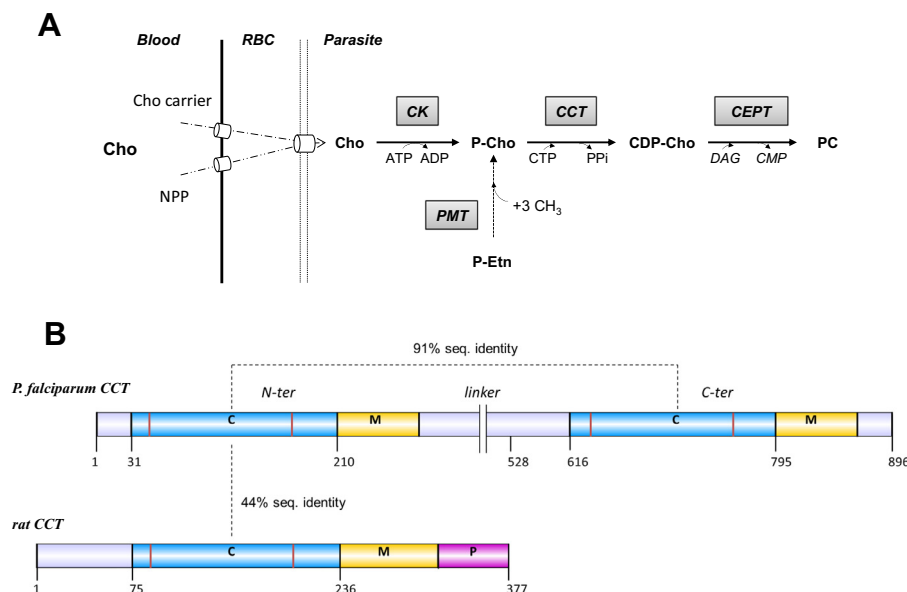 A
Blood RBC Parasite
Cho carrier
Cho
NPP
Cho
CK
ATP ADP
P-Cho
CCT
CTP PPi
CDP-Cho
CEPT
DAG CMP
PC
PMT
+3 CH3
P-Etn
B
91% seq. identity
P. falciparum CCT
N-ter linker C-ter
C M C M
1 31 210 528 616 795 896
44% seq. identity
rat CCT
C M P
1 75 236 377